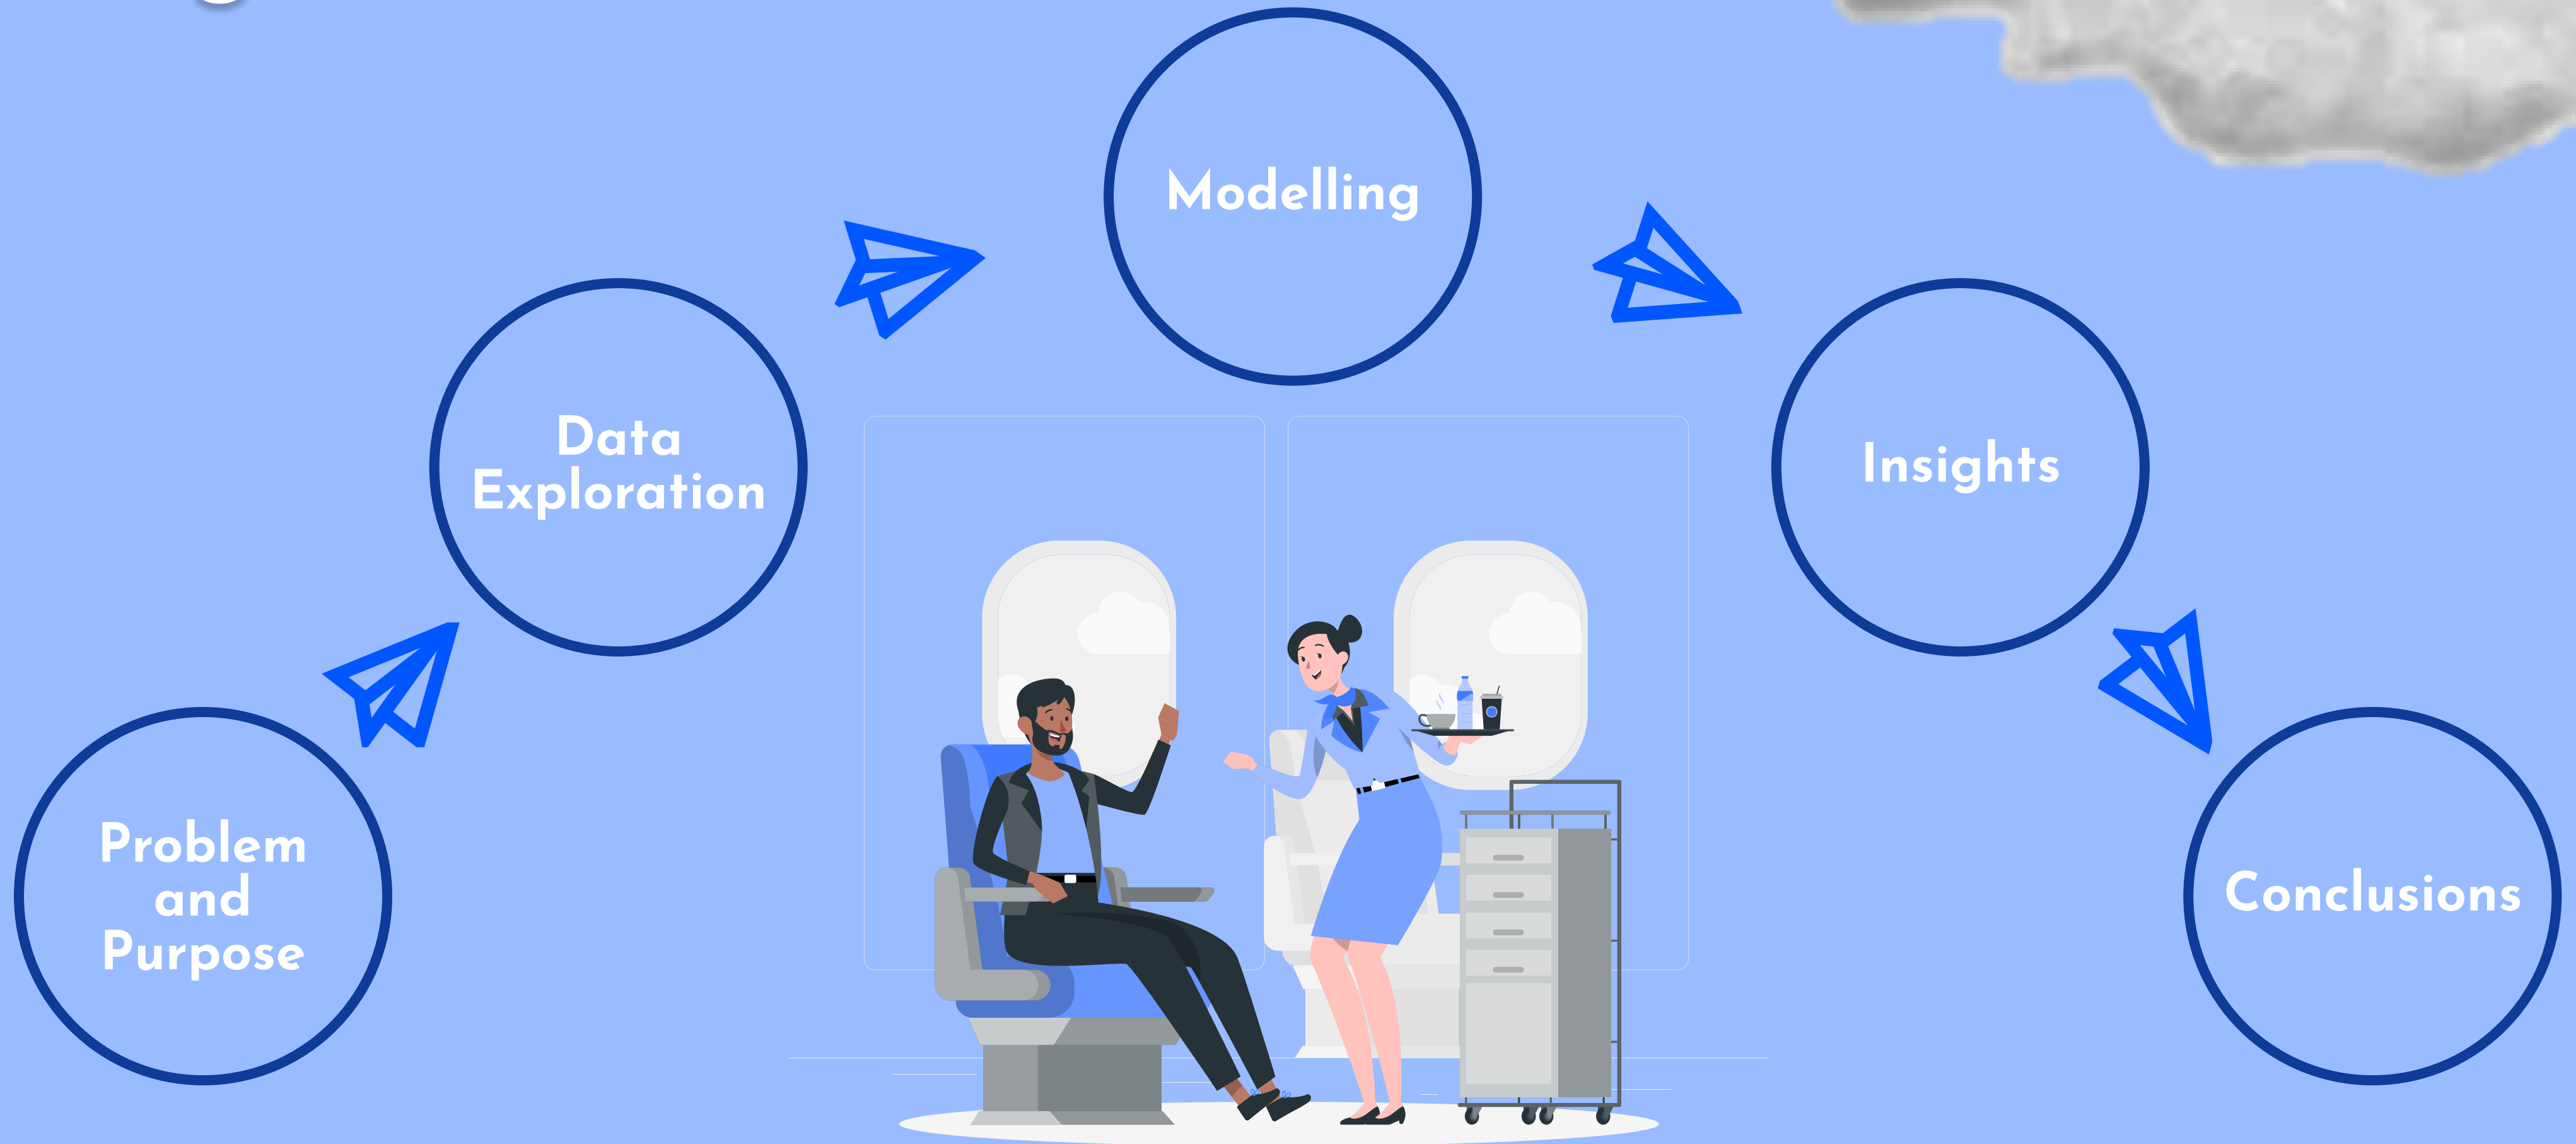 Problem
and
Purpose
Data
Exploration
Modelling
Insights
Conclusions